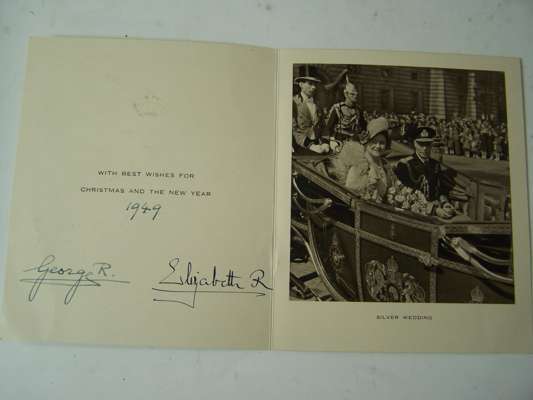 WITH BEST WISHES FOR
CHRISTMAS AND THE NEW YEAR
1949
George R.
Elizabeth R
SILVER WEDDING